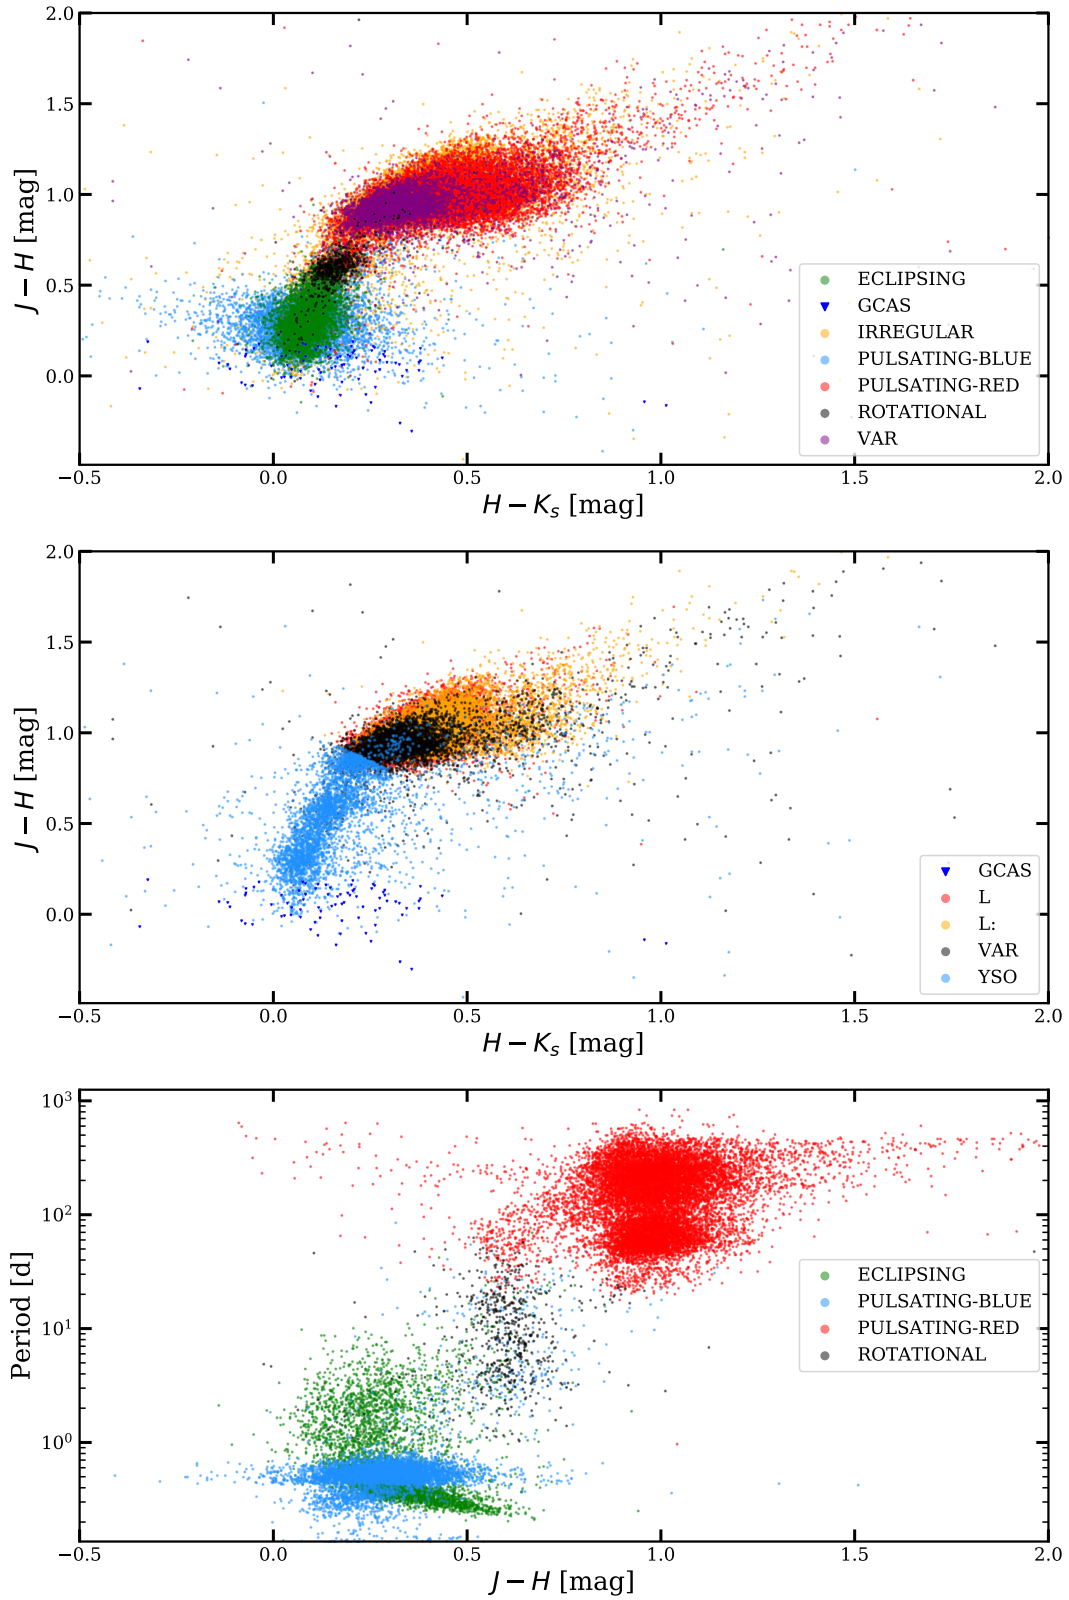 2.0
1.5
1.0
0.5
0.0
J − H [mag]
ECLIPSING
GCAS
IRREGULAR
PULSATING-BLUE
PULSATING-RED
ROTATIONAL
VAR
−0.5 0.0 0.5 1.0 1.5 2.0
H − Ks [mag]
2.0
1.5
1.0
0.5
0.0
J − H [mag]
GCAS
L
L:
VAR
YSO
−0.5 0.0 0.5 1.0 1.5 2.0
H − Ks [mag]
10³
10²
10¹
10⁰
Period [d]
ECLIPSING
PULSATING-BLUE
PULSATING-RED
ROTATIONAL
−0.5 0.0 0.5 1.0 1.5 2.0
J − H [mag]